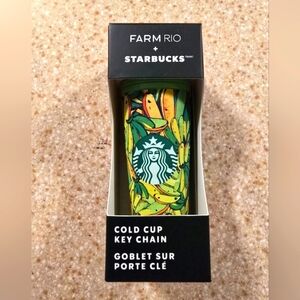 FARM RIO
+
STARBUCKS
COLD CUP
KEY CHAIN
GOBLET SUR
PORTE CLÉ